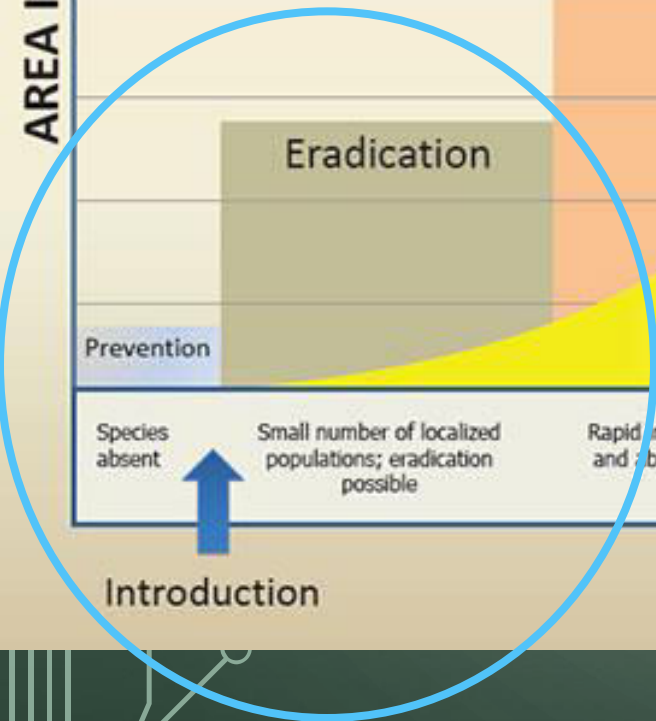 AREA
Eradication
Prevention
Species
absent
Small number of localized
populations; eradication
possible
Rapid
and
Introduction